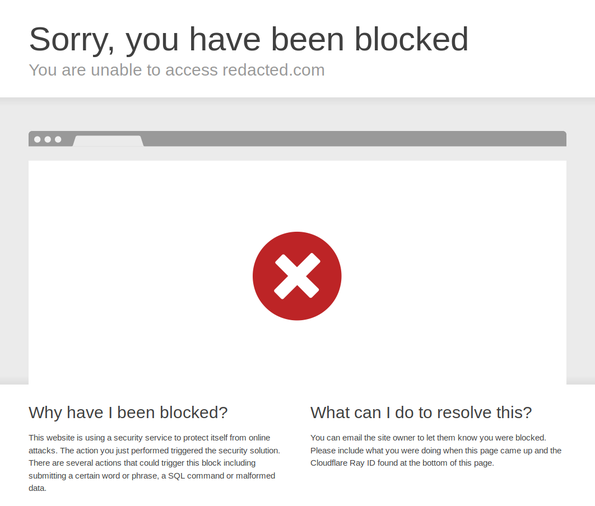 Sorry, you have been blocked
You are unable to access redacted.com
Why have I been blocked?
This website is using a security service to protect itself from online
attacks. The action you just performed triggered the security solution.
There are several actions that could trigger this block including
submitting a certain word or phrase, a SQL command or malformed
data.
What can I do to resolve this?
You can email the site owner to let them know you were blocked.
Please include what you were doing when this page came up and the
Cloudflare Ray ID found at the bottom of this page.